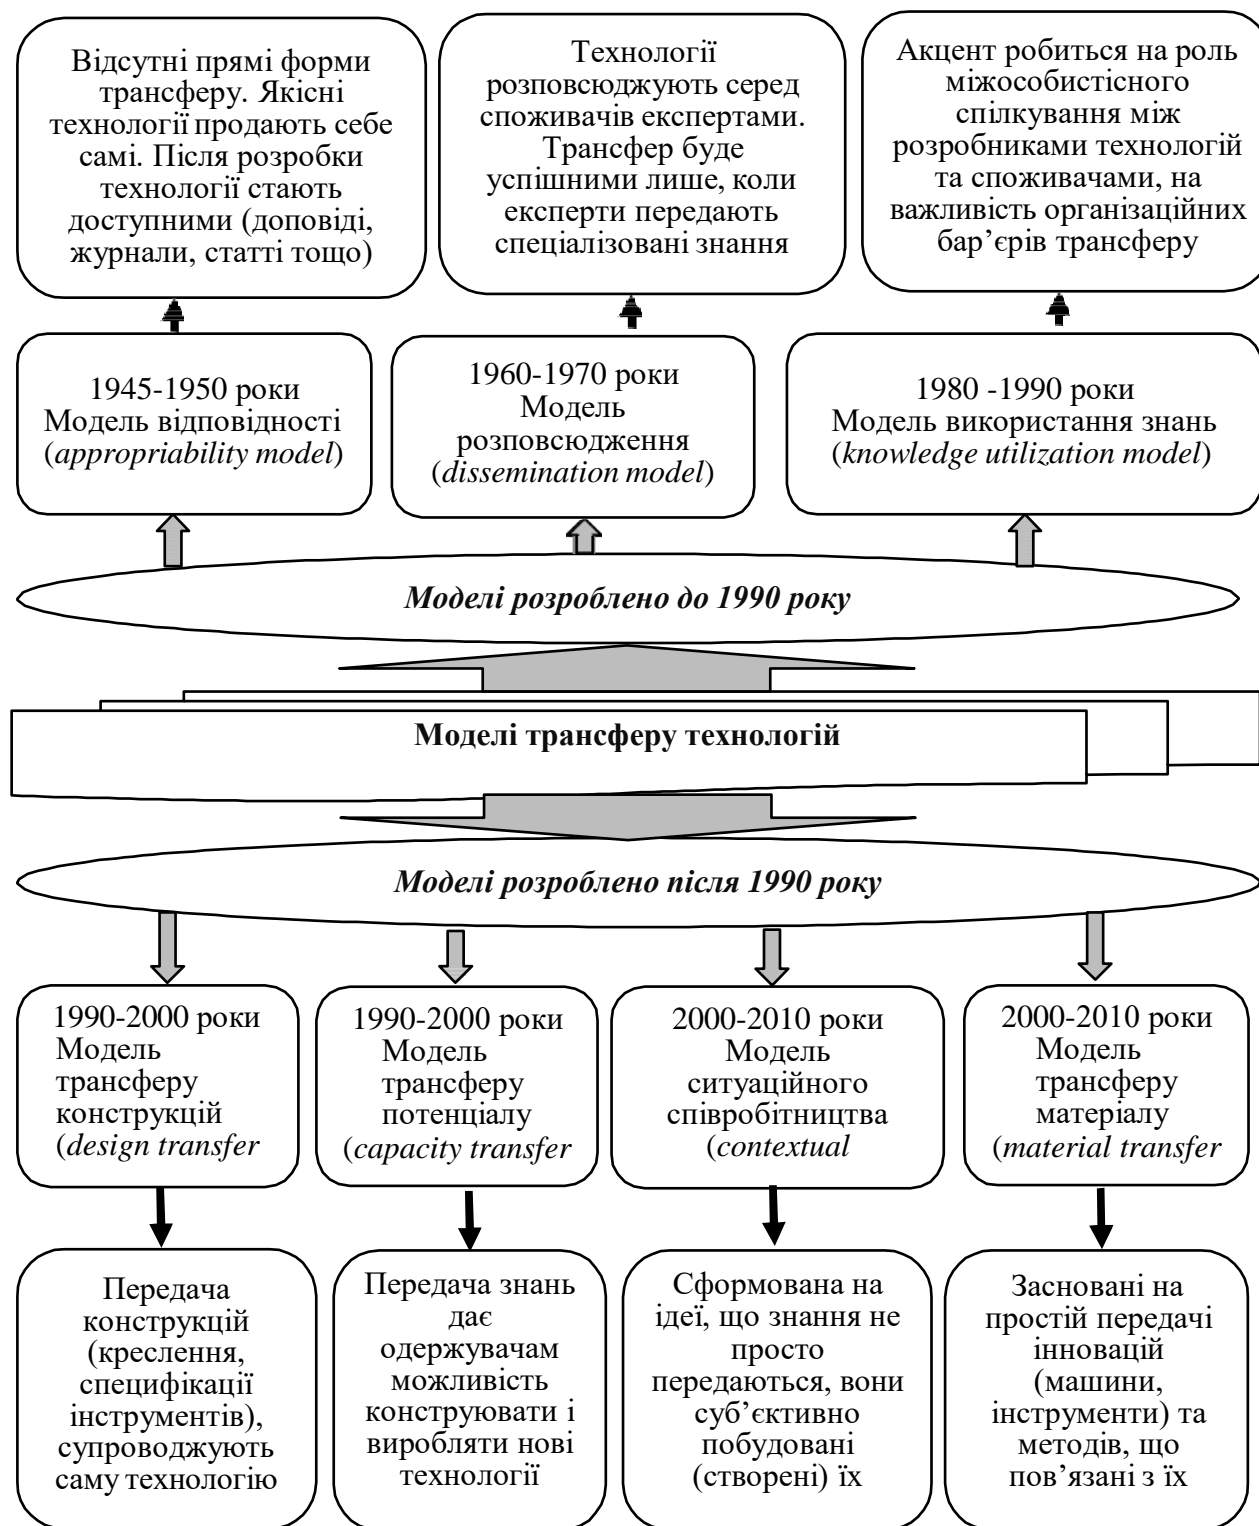 Відсутні прямі форми
трансферу. Якісні
технології продають себе
самі. Після розробки
технології стають
доступними (доповіді,
журнали, статті тощо)
Технології
розповсюджують серед
споживачів експертами.
Трансфер буде
успішними лише, коли
експерти передають
спеціалізовані знання
Акцент робиться на роль
міжособистісного
спілкування між
розробниками технологій
та споживачами, на
важливість організаційних
бар’єрів трансферу
1945-1950 роки
Модель відповідності
(appropriability model)
1960-1970 роки
Модель
розповсюдження
(dissemination model)
1980 -1990 роки
Модель використання знань
(knowledge utilization model)
Моделі розроблено до 1990 року
Моделі трансферу технологій
Моделі розроблено після 1990 року
1990-2000 роки
Модель
трансферу
конструкцій
(design transfer
1990-2000 роки
Модель
трансферу
потенціалу
(capacity transfer
2000-2010 роки
Модель
ситуаційного
співробітництва
(contextual
2000-2010 роки
Модель
трансферу
матеріалу
(material transfer
Передача
конструкцій
(креслення,
специфікації
інструментів),
супроводжують
саму технологію
Передача знань
дає
одержувачам
можливість
конструювати і
виробляти нові
технології
Сформована на
ідеї, що знання не
просто
передаються, вони
суб’єктивно
побудовані
(створені) їх
Засновані на
простій передачі
інновацій
(машини,
інструменти) та
методів, що
пов’язані з їх